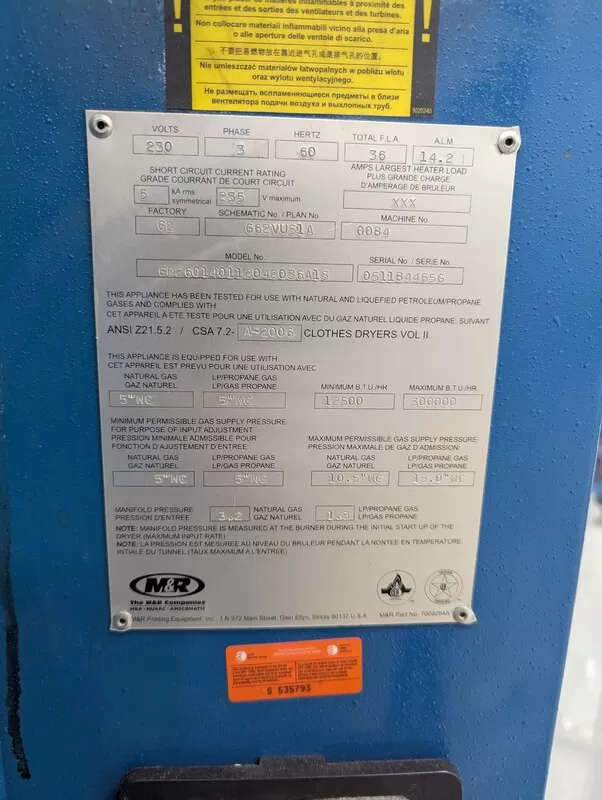 entrées et des sorties des ventilateurs et des turbines.
Non collocare materiali infiammabili vicino alla presa d'aria
o alle aperture delle ventole di scarico.
不要把易燃物放在靠近进气孔或是排气孔的位置。
Nie umieszczać materiałów łatwopalnych w pobliżu wlotu
oraz wylotu wentylacyjnego.
Не размещать вспламеняющиеся предметы в близи
вентелятора подачи воздуха и выхлопных труб.
VOLTS PHASE HERTZ TOTAL F.L.A. A.L.M
230 3 60 36 14.2
SHORT CIRCUIT CURRENT RATING
GRADE COURRANT DE COURT CIRCUIT
AMPS LARGEST HEATER LOAD
PLUS GRANDE CHARGE
D'AMPERAGE DE BRULEUR
5 kA rms symmetrical V maximum
XXX
FACTORY SCHEMATIC No / PLAN No MACHINE No.
GE 0084
MODEL No. SERIAL No / SERIE No.
0511844656
THIS APPLIANCE HAS BEEN TESTED FOR USE WITH NATURAL AND LIQUEFIED PETROLEUM/PROPANE
GASES AND COMPLIES WITH
CET APPAREIL A ETE TESTE POUR UNE UTILISATION AVEC DU GAZ NATUREL LIQUIDE PROPANE, SUIVANT
ANSI Z21.5.2 / CSA 7.2- A-2006 CLOTHES DRYERS VOL II.
THIS APPLIANCE IS EQUIPPED FOR USE WITH
CET APPAREIL EST PREVU POUR UNE UTILISATION AVEC
NATURAL GAS LP/PROPANE GAS
GAZ NATUREL LP/GAS PROPANE MINIMUM B.T.U./HR MAXIMUM B.T.U./HR
5"WC 5"WC 12500 300000
MINIMUM PERMISSIBLE GAS SUPPLY PRESSURE
FOR PURPOSE OF INPUT ADJUSTMENT
PRESSION MINIMALE ADMISSIBLE POUR
FONCTION D'AJUSTEMENT D'ENTREE
MAXIMUM PERMISSIBLE GAS SUPPLY PRESSURE
PRESSION MAXIMALE DE GAZ D'ADMISSION:
NATURAL GAS LP/PROPANE GAS NATURAL GAS LP/PROPANE GAS
GAZ NATUREL LP/GAS PROPANE GAZ NATUREL LP/GAS PROPANE
5"WC 5"WC 10.5"WC 13.0"WC
MANIFOLD PRESSURE NATURAL GAS LP/PROPANE GAS
PRESSION D'ENTREE 3.2 GAZ NATUREL LP/GAS PROPANE
NOTE: MANIFOLD PRESSURE IS MEASURED AT THE BURNER DURING THE INITIAL START UP OF THE
DRYER (MAXIMUM INPUT RATE)
NOTE: LA PRESSION EST MESUREE AU NIVEAU DU BRULEUR PENDANT LA NONTEE EN TEMPERATURE
INTIALE DU TUNNEL (TAUX MAXIMUM A L'ENTREE)
M&R
The M&R Companies
M&R · NUARC · AMSCOMATIC
M&R Printing Equipment, Inc. 1 N 372 Main Street, Glen Ellyn, Illinois 60137 U.S.A.
M&R Part No. 7009264A
S 535793